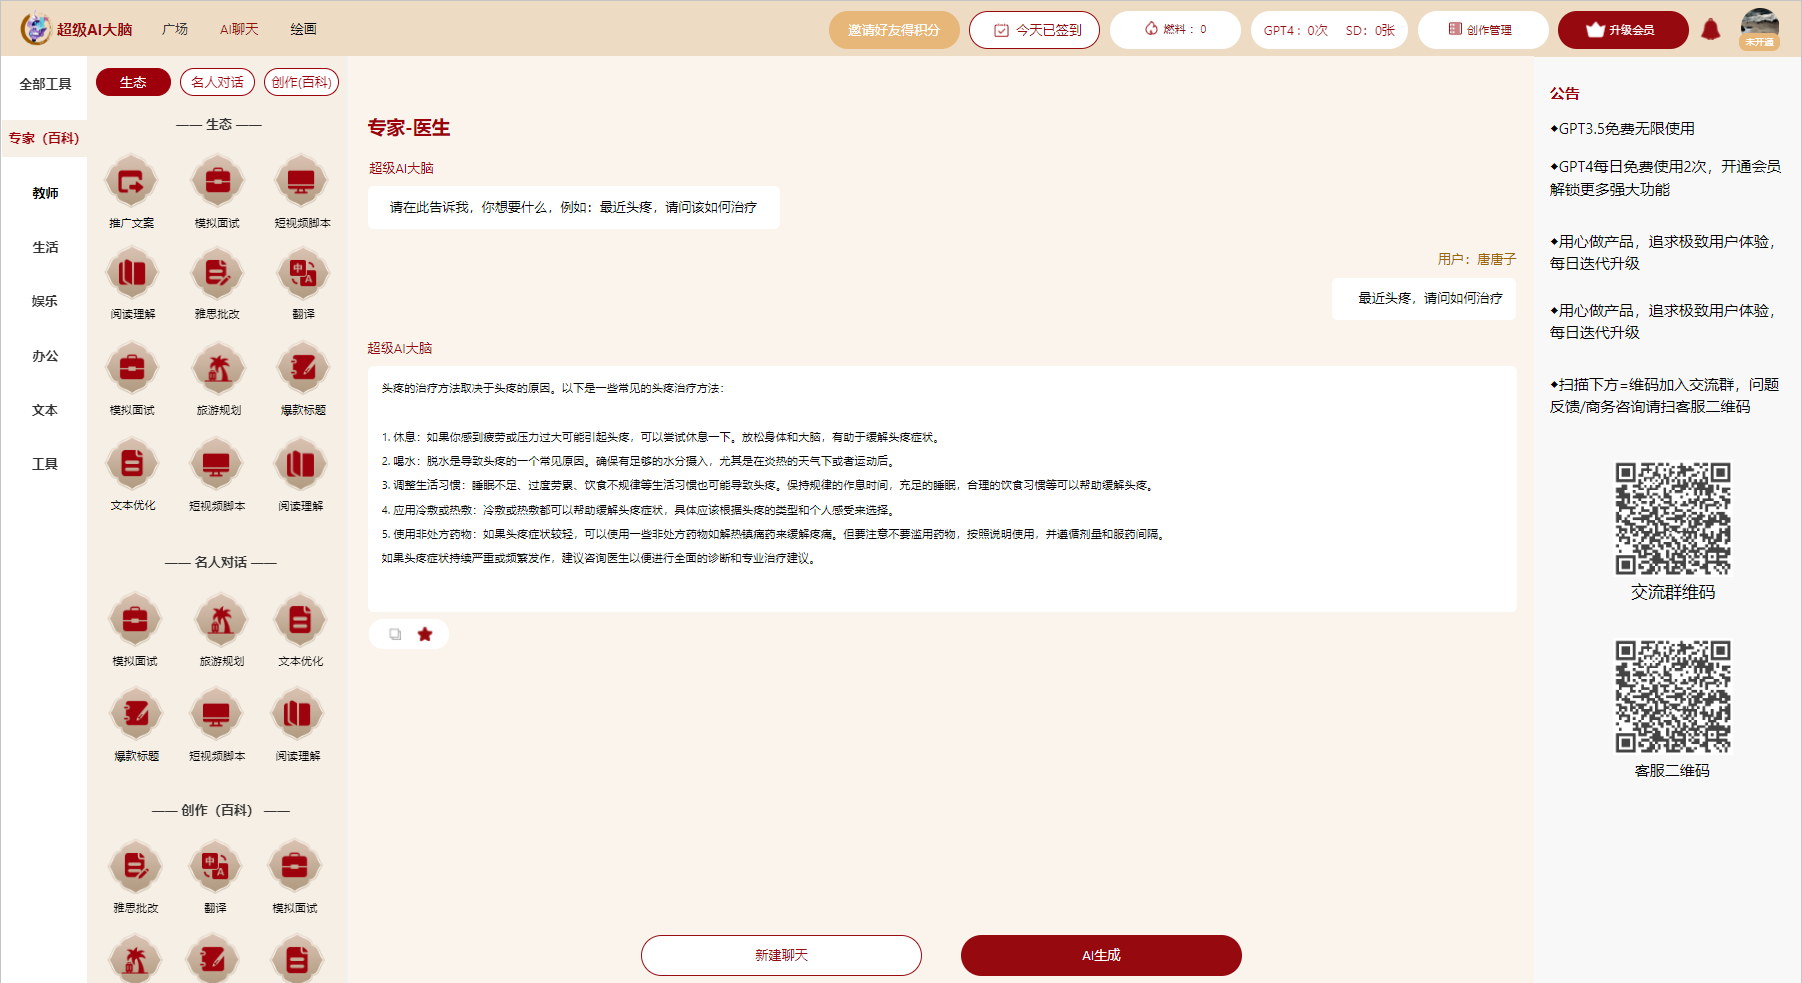 超级AI大脑
广场
AI聊天
绘画
邀请好友得积分
今天已签到
燃料：0
GPT4：0次 SD：0张
创作管理
升级会员
未开通
全部工具
专家（百科）
教师
生活
娱乐
办公
文本
工具
生态
名人对话
创作(百科)
—— 生态 ——
推广文案
模拟面试
短视频脚本
阅读理解
雅思批改
翻译
模拟面试
旅游规划
爆款标题
文本优化
短视频脚本
阅读理解
—— 名人对话 ——
模拟面试
旅游规划
文本优化
爆款标题
短视频脚本
阅读理解
—— 创作（百科） ——
雅思批改
翻译
模拟面试
专家-医生
超级AI大脑
请在此告诉我，你想要什么，例如：最近头疼，请问该如何治疗
用户：唐唐子
最近头疼，请问如何治疗
超级AI大脑
头疼的治疗方法取决于头疼的原因。以下是一些常见的头疼治疗方法：
1. 休息：如果你感到疲劳或压力过大可能引起头疼，可以尝试休息一下。放松身体和大脑，有助于缓解头疼症状。
2. 喝水：脱水是导致头疼的一个常见原因。确保有足够的水分摄入，尤其是在炎热的天气下或者运动后。
3. 调整生活习惯：睡眠不足、过度劳累、饮食不规律等生活习惯也可能导致头疼。保持规律的作息时间，充足的睡眠，合理的饮食习惯等可以帮助缓解头疼。
4. 应用冷敷或热敷：冷敷或热敷都可以帮助缓解头疼症状，具体应该根据头疼的类型和个人感受来选择。
5. 使用非处方药物：如果头疼症状较轻，可以使用一些非处方药物如解热镇痛药来缓解疼痛。但要注意不要滥用药物，按照说明使用，并遵循剂量和服药间隔。
如果头疼症状持续严重或频繁发作，建议咨询医生以便进行全面的诊断和专业治疗建议。
新建聊天
AI生成
公告
◆GPT3.5免费无限使用
◆GPT4每日免费使用2次，开通会员
解锁更多强大功能
◆用心做产品，追求极致用户体验，
每日迭代升级
◆用心做产品，追求极致用户体验，
每日迭代升级
◆扫描下方=维码加入交流群，问题
反馈/商务咨询请扫客服二维码
交流群维码
客服二维码